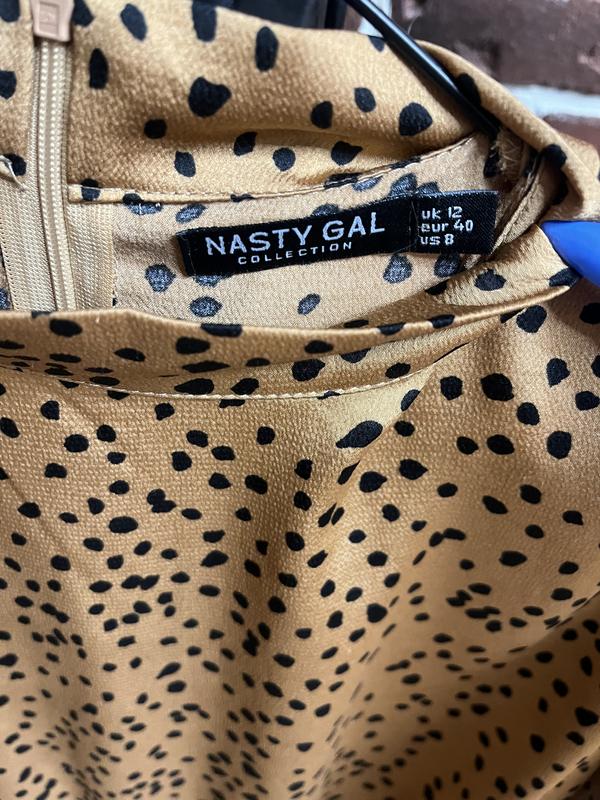 NASTY GAL
COLLECTION
uk 12
eur 40
us 8